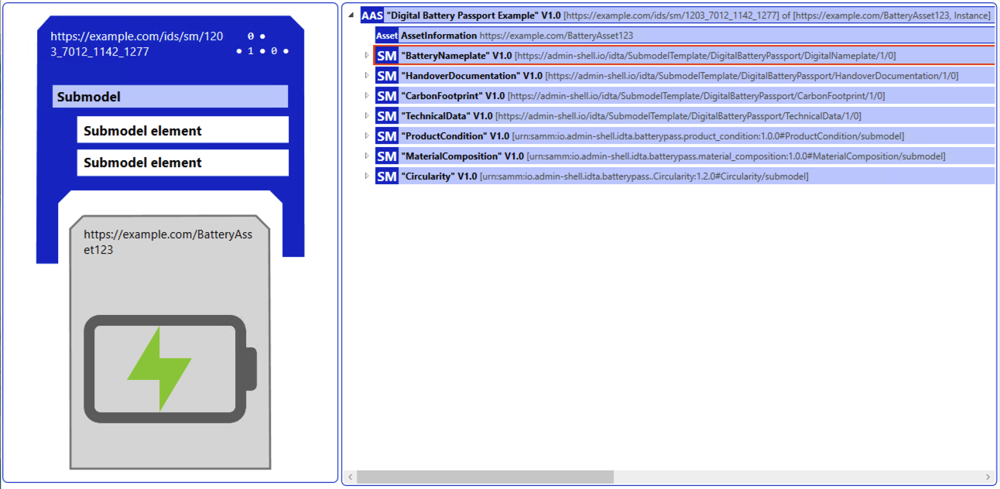 https://example.com/ids/sm/120
3_7012_1142_1277
0 •
• 1 • 0 •
Submodel
Submodel element
Submodel element
https://example.com/BatteryAss
et123
AAS "Digital Battery Passport Example" V1.0 [https://example.com/ids/sm/1203_7012_1142_1277] of [https://example.com/BatteryAsset123, Instance]
Asset AssetInformation https://example.com/BatteryAsset123
SM "BatteryNameplate" V1.0 [https://admin-shell.io/idta/SubmodelTemplate/DigitalBatteryPassport/DigitalNameplate/1/0]
SM "HandoverDocumentation" V1.0 [https://admin-shell.io/idta/SubmodelTemplate/DigitalBatteryPassport/HandoverDocumentation/1/0]
SM "CarbonFootprint" V1.0 [https://admin-shell.io/idta/SubmodelTemplate/DigitalBatteryPassport/CarbonFootprint/1/0]
SM "TechnicalData" V1.0 [https://admin-shell.io/idta/SubmodelTemplate/DigitalBatteryPassport/TechnicalData/1/0]
SM "ProductCondition" V1.0 [urn:samm:io.admin-shell.idta.batterypass.product_condition:1.0.0#ProductCondition/submodel]
SM "MaterialComposition" V1.0 [urn:samm:io.admin-shell.idta.batterypass.material_composition:1.0.0#MaterialComposition/submodel]
SM "Circularity" V1.0 [urn:samm:io.admin-shell.idta.batterypass..Circularity:1.2.0#Circularity/submodel]